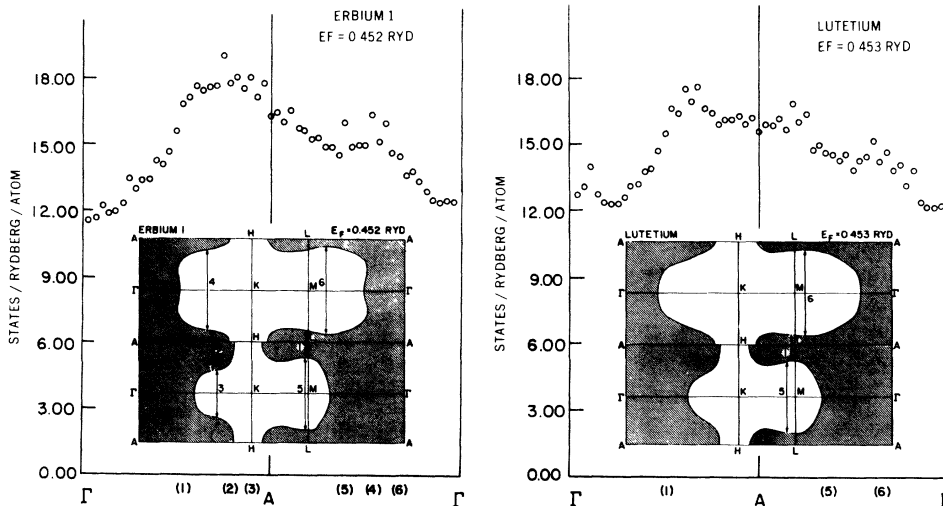 ERBIUM I
EF = 0 452 RYD
STATES / RYDBERG / ATOM
18.00
15.00
12.00
9.00
6.00
3.00
0.00
Γ (1) (2) (3) A (5) (4) (6) Γ
ERBIUM I
E_F = 0.452 RYD
A H L A
4 6
Γ K M Γ
A H A
3 5
Γ K M Γ
A H L A
LUTETIUM
EF = 0 453 RYD
STATES / RYDBERG / ATOM
18.00
15.00
12.00
9.00
6.00
3.00
0.00
Γ (1) A (5) (6)
LUTETIUM
E_F = 0 453 RYD
A H L A
Γ K M Γ
6
A H A
5
Γ K M Γ
A H L A